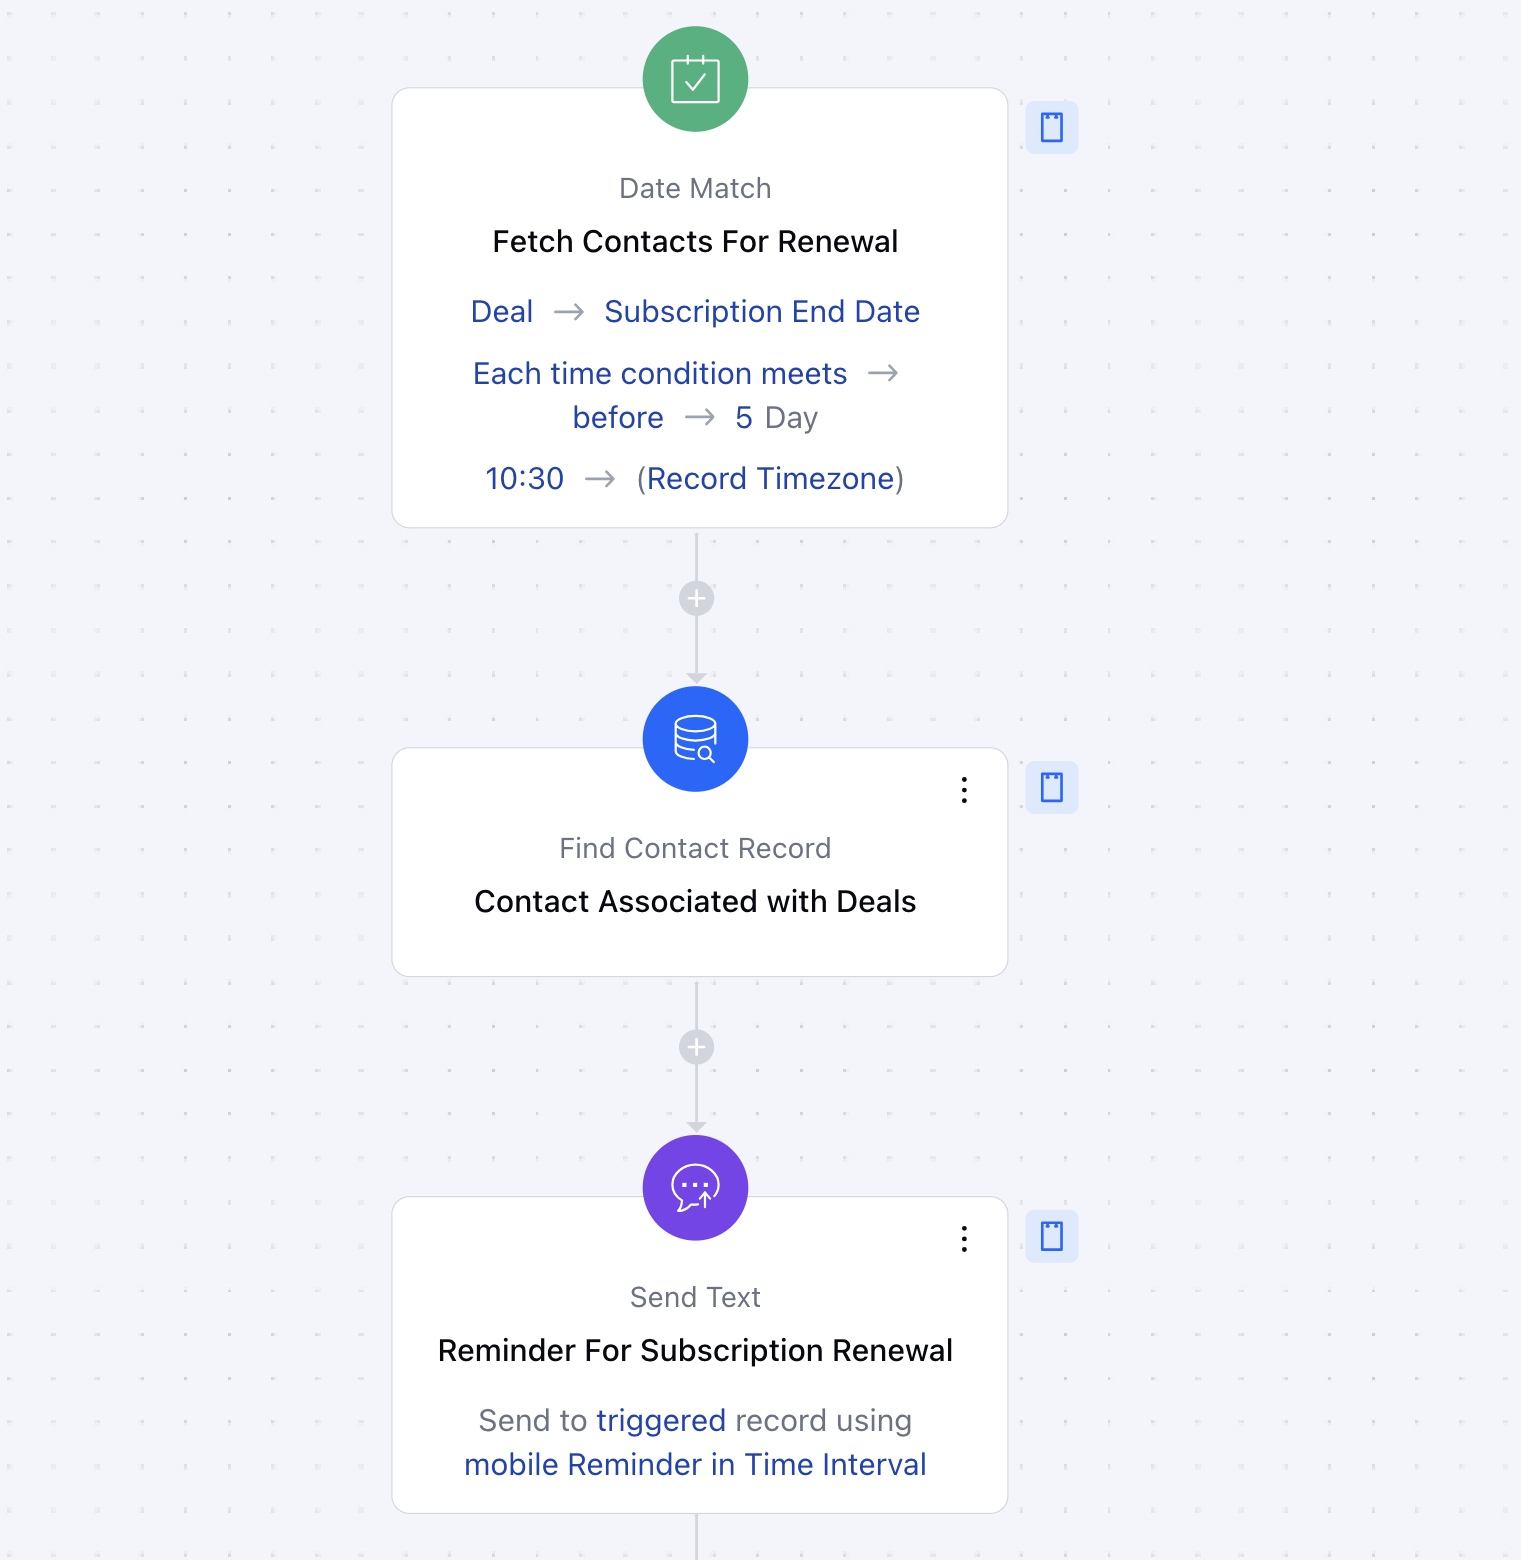 Date Match
Fetch Contacts For Renewal
Deal → Subscription End Date
Each time condition meets →
before → 5 Day
10:30 → (Record Timezone)
Find Contact Record
Contact Associated with Deals
Send Text
Reminder For Subscription Renewal
Send to triggered record using
mobile Reminder in Time Interval